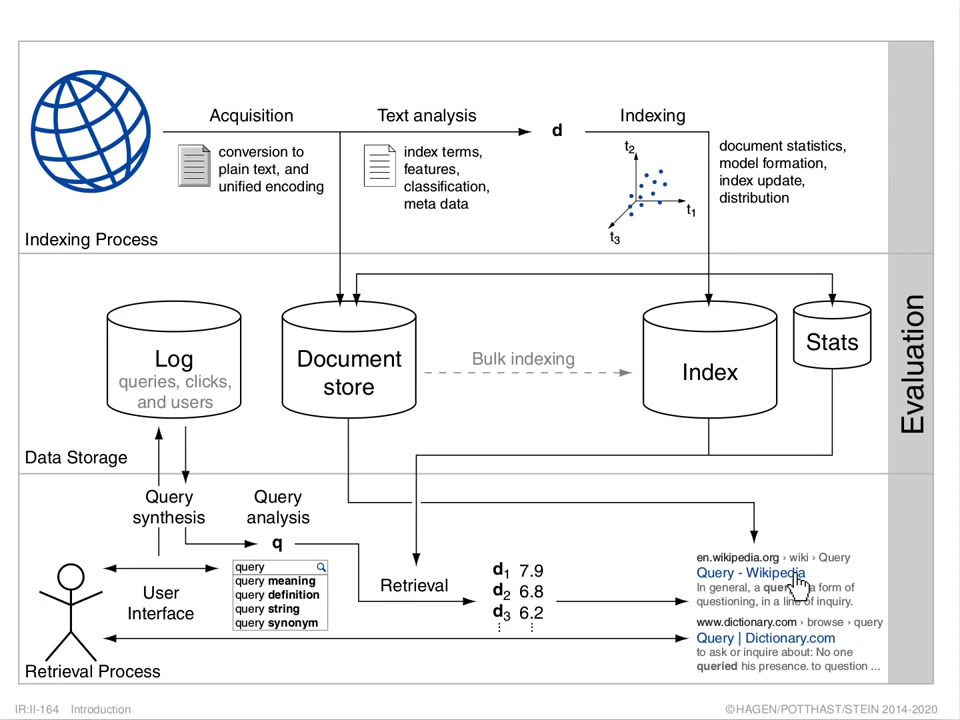 Acquisition
conversion to
plain text, and
unified encoding
Text analysis
index terms,
features,
classification,
meta data
d
Indexing
t2
t1
t3
document statistics,
model formation,
index update,
distribution
Indexing Process
Log
queries, clicks,
and users
Document
store
Bulk indexing
Index
Stats
Data Storage
Evaluation
Query
synthesis
Query
analysis
q
User
Interface
query
query meaning
query definition
query string
query synonym
Retrieval
d1 7.9
d2 6.8
d3 6.2
en.wikipedia.org › wiki › Query
Query - Wikipedia
In general, a a form of
questioning, in a line of inquiry.
www.dictionary.com › browse › query
Query | Dictionary.com
to ask or inquire about: No one
queried his presence. to question ...
Retrieval Process
IR:II-164 Introduction
©HAGEN/POTTHAST/STEIN 2014-2020